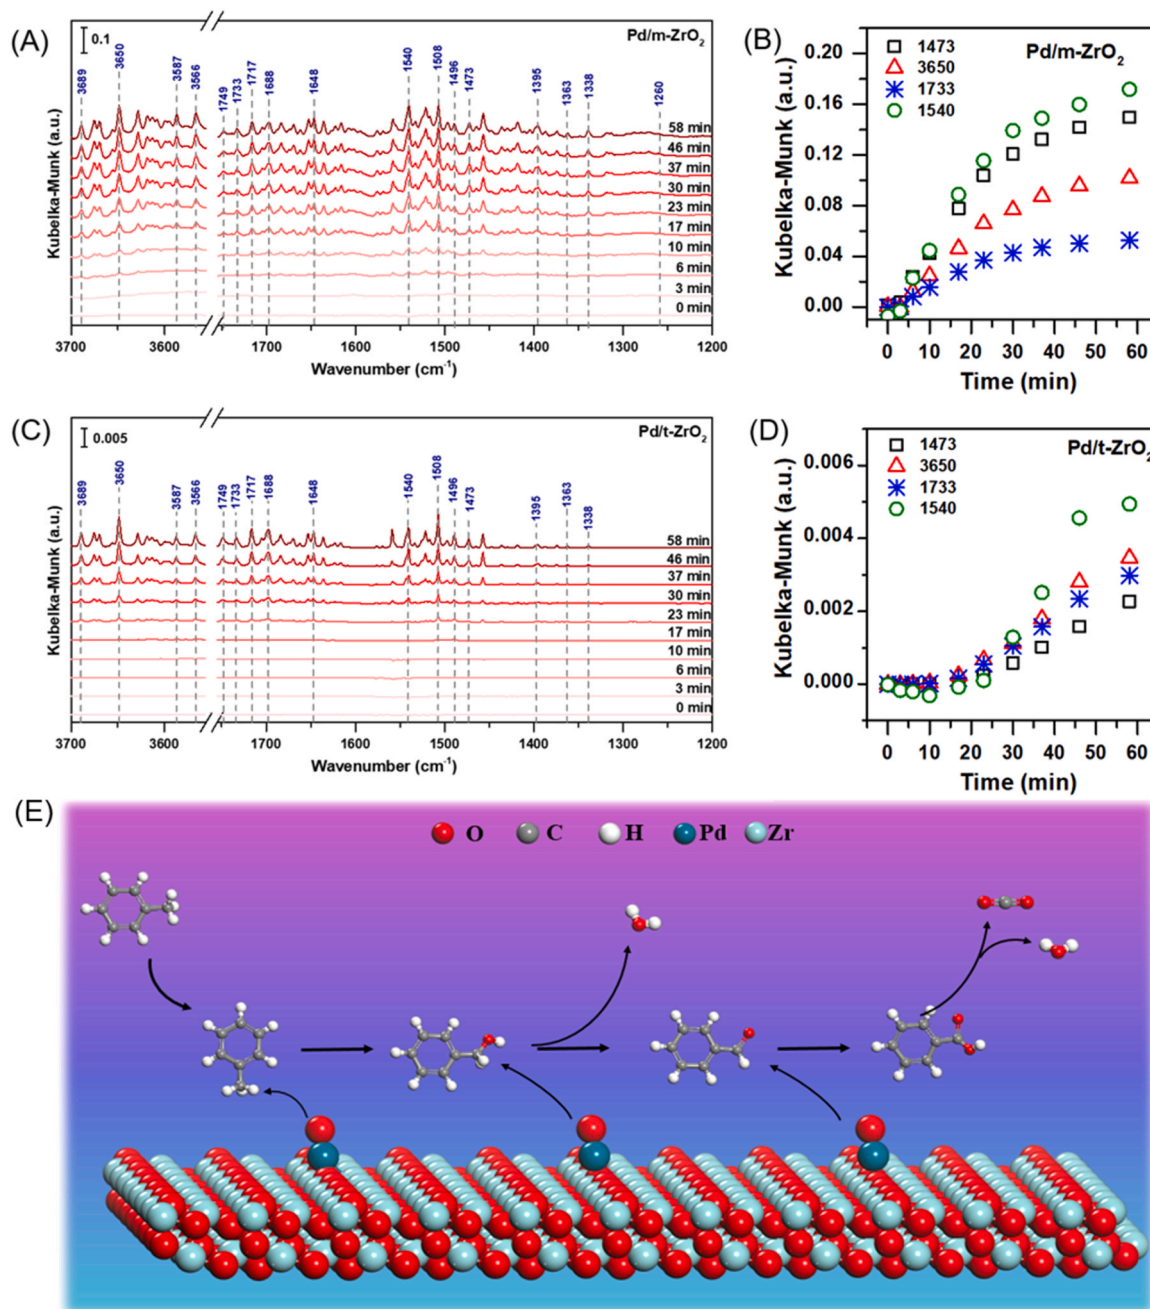 (A)
0.1
Pd/m-ZrO₂
3689
3650
3587
3566
1749
1733
1717
1688
1648
1540
1508
1496
1473
1395
1363
1338
1260
58 min
46 min
37 min
30 min
23 min
17 min
10 min
6 min
3 min
0 min
Kubelka-Munk (a.u.)
3700 3600 1700 1600 1500 1400 1300 1200
Wavenumber (cm⁻¹)
(B)
1473
3650
1733
1540
Pd/m-ZrO₂
0.20
0.16
0.12
0.08
0.04
0.00
Kubelka-Munk (a.u.)
0 10 20 30 40 50 60
Time (min)
(C)
0.005
Pd/t-ZrO₂
3689
3650
3587
3566
1749
1733
1717
1688
1648
1540
1508
1496
1473
1395
1363
1338
58 min
46 min
37 min
30 min
23 min
17 min
10 min
6 min
3 min
0 min
Kubelka-Munk (a.u.)
3700 3600 1700 1600 1500 1400 1300 1200
Wavenumber (cm⁻¹)
(D)
1473
3650
1733
1540
Pd/t-ZrO₂
0.006
0.004
0.002
0.000
Kubelka-Munk (a.u.)
0 10 20 30 40 50 60
Time (min)
(E)
O C H Pd Zr